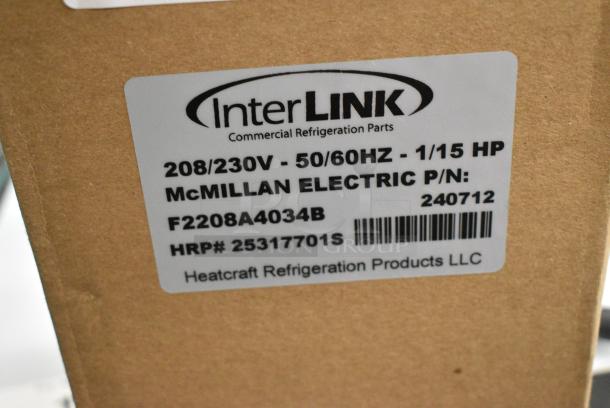 InterLINK
Commercial Refrigeration Parts
208/230V - 50/60HZ - 1/15 HP
McMILLAN ELECTRIC P/N:
F2208A4034B
240712
HRP# 25317701S
Heatcraft Refrigeration Products LLC